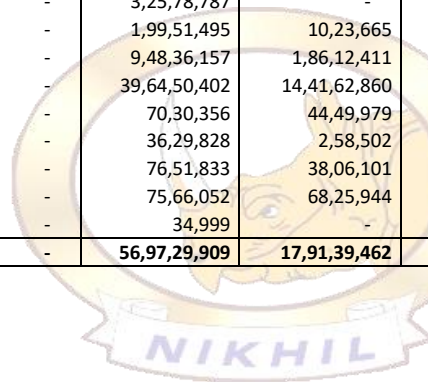 - 3,25,78,787 -
- 1,99,51,495 10,23,665
- 9,48,36,157 1,86,12,411
- 39,64,50,402 14,41,62,860
- 70,30,356 44,49,979
- 36,29,828 2,58,502
- 76,51,833 38,06,101
- 75,66,052 68,25,944
- 34,999 -
- 56,97,29,909 17,91,39,462
NIKHIL